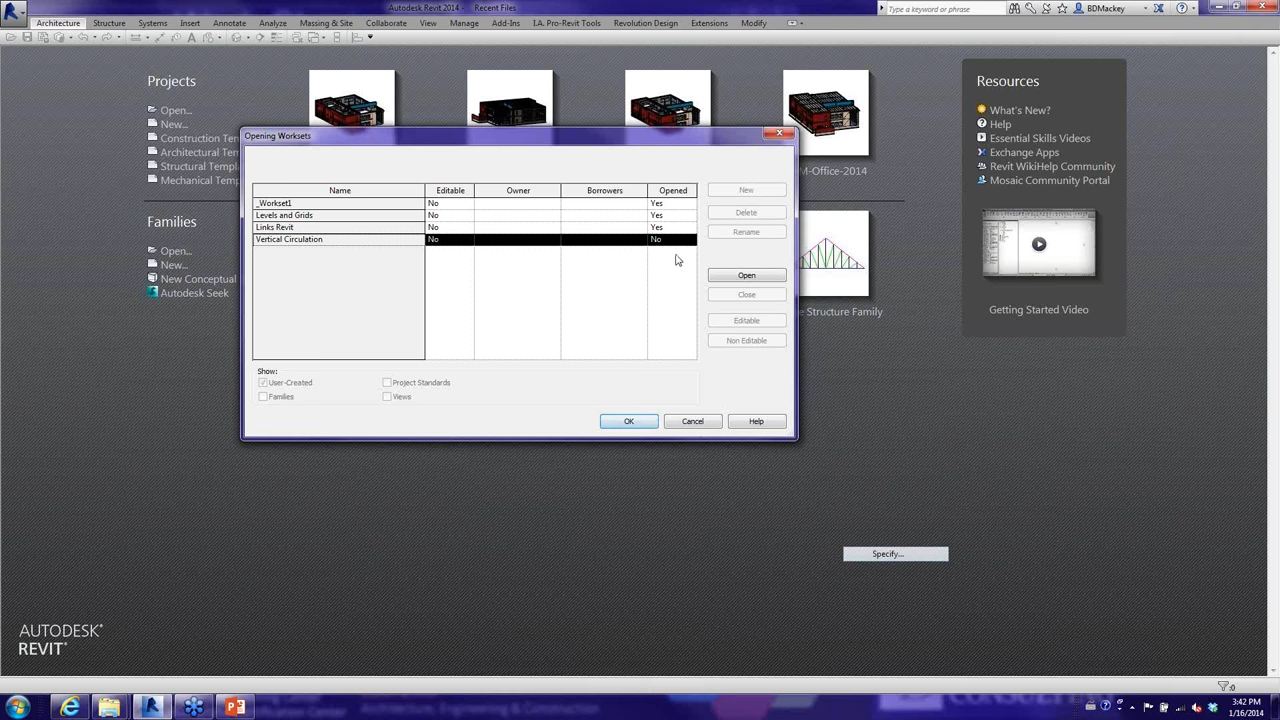 Autodesk Revit 2014 - Recent Files
Type a keyword or phrase
BDMackey
Architecture Structure Systems Insert Annotate Analyze Massing & Site Collaborate View Manage Add-Ins I.A. Pro-Revit Tools Revolution Design Extensions Modify
Projects
Open...
New...
Construction Tem
Architectural Temp
Structural Templa
Mechanical Temp
M-Office-2014
Families
Open...
New...
New Conceptual
Autodesk Seek
e Structure Family
Resources
What's New?
Help
Essential Skills Videos
Exchange Apps
Revit WikiHelp Community
Mosaic Community Portal
Getting Started Video
Opening Worksets
Name Editable Owner Borrowers Opened
_Workset1 No Yes
Levels and Grids No Yes
Links Revit No Yes
Vertical Circulation No No
New
Delete
Rename
Open
Close
Editable
Non Editable
Show:
User-Created Project Standards
Families Views
OK Cancel Help
Specify...
AUTODESK®
REVIT®
:0
3:42 PM
1/16/2014